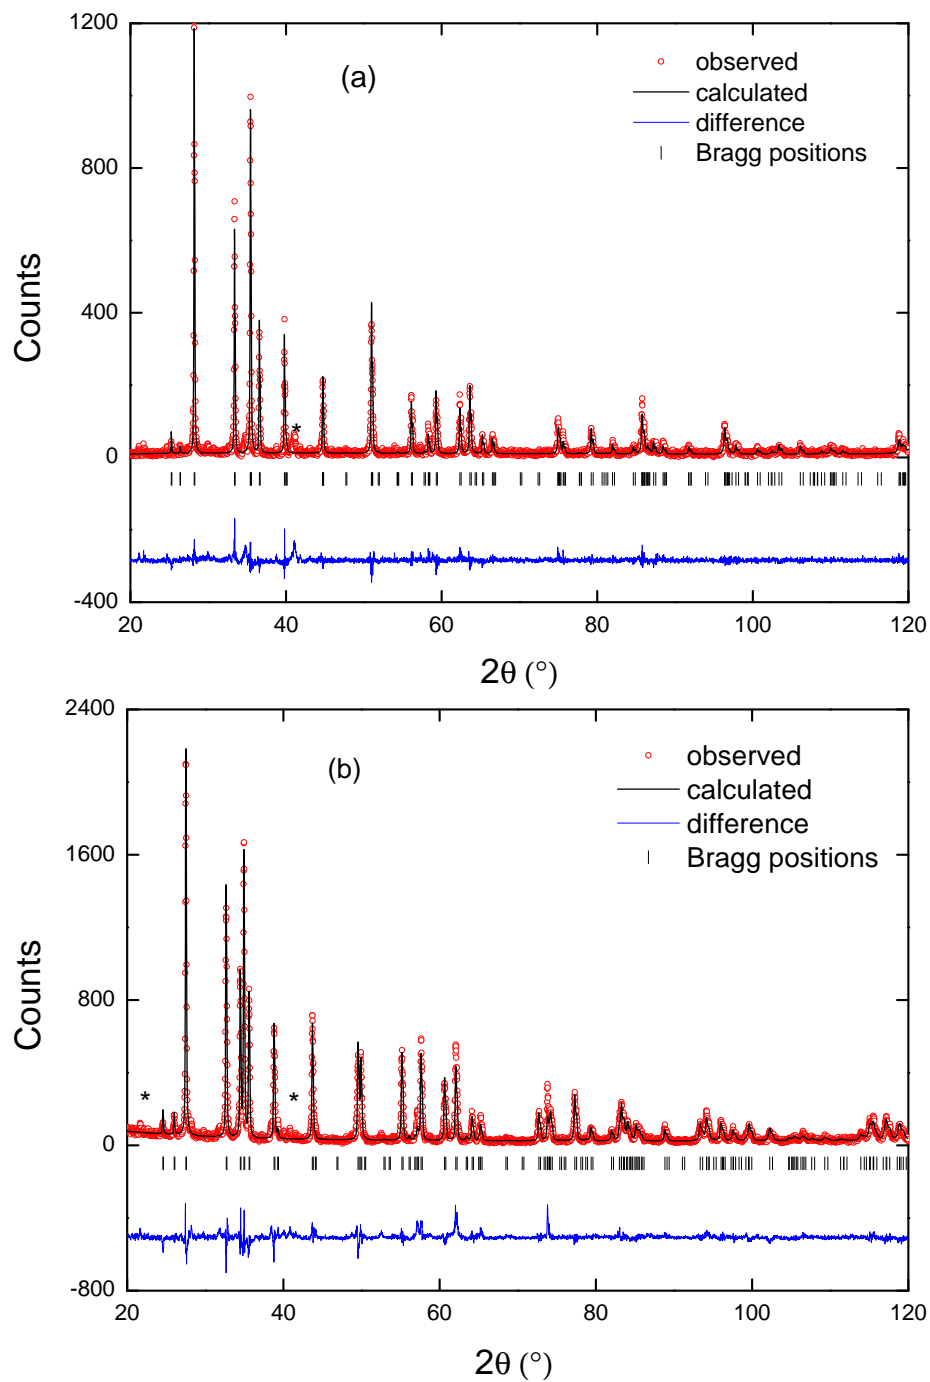 1200
(a)
observed
calculated
difference
Bragg positions
800
400
0
-400
Counts
*
20 40 60 80 100 120
2θ (°)
2400
(b)
observed
calculated
difference
Bragg positions
1600
800
0
-800
Counts
* *
20 40 60 80 100 120
2θ (°)